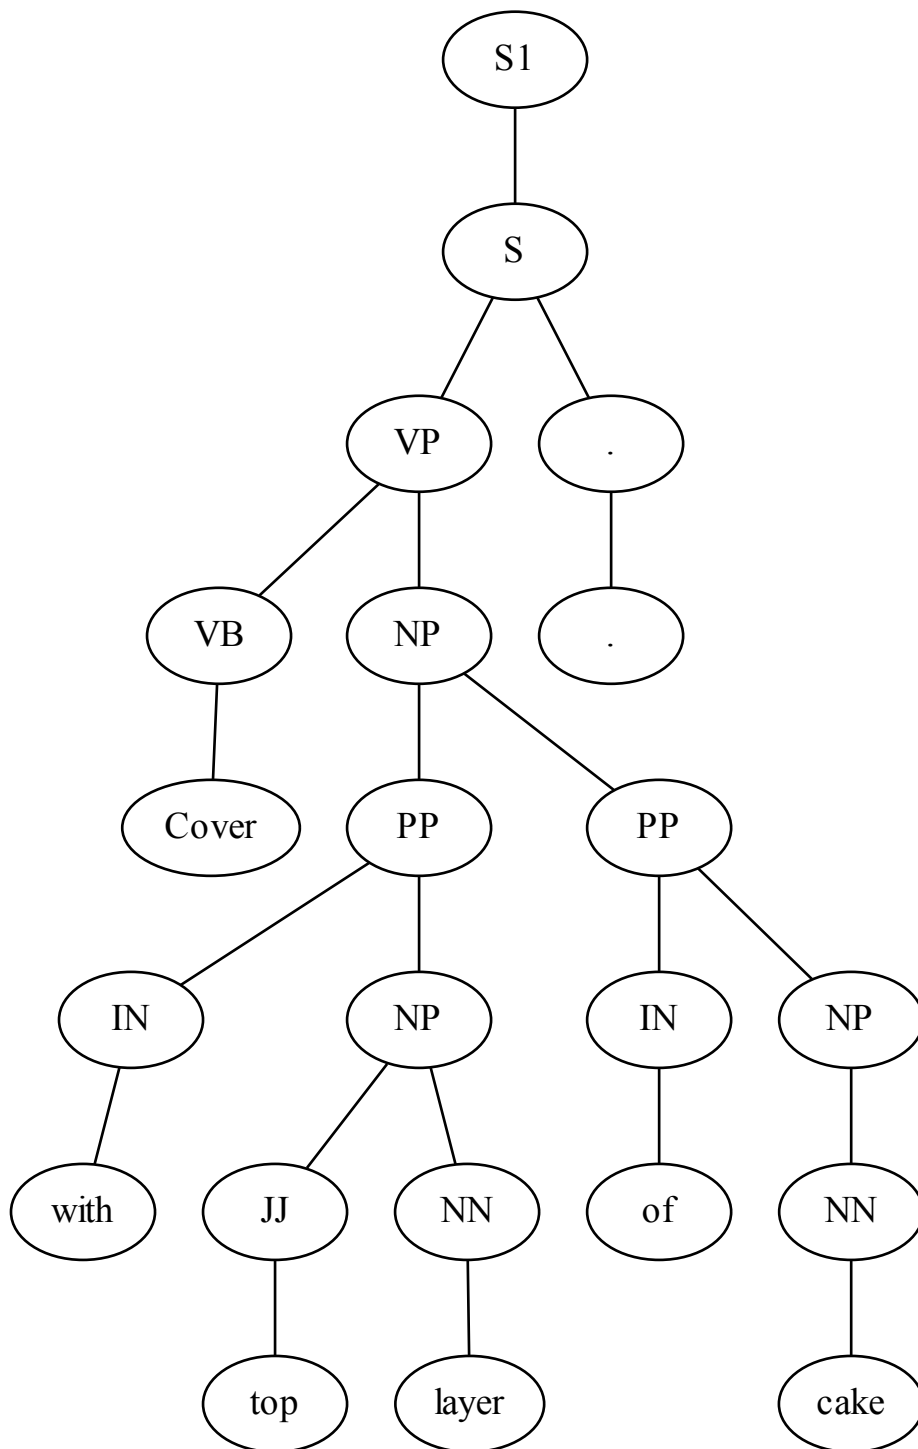 S1
S
VP .
VB NP .
Cover PP PP
IN NP IN NP
with JJ NN of NN
top layer cake